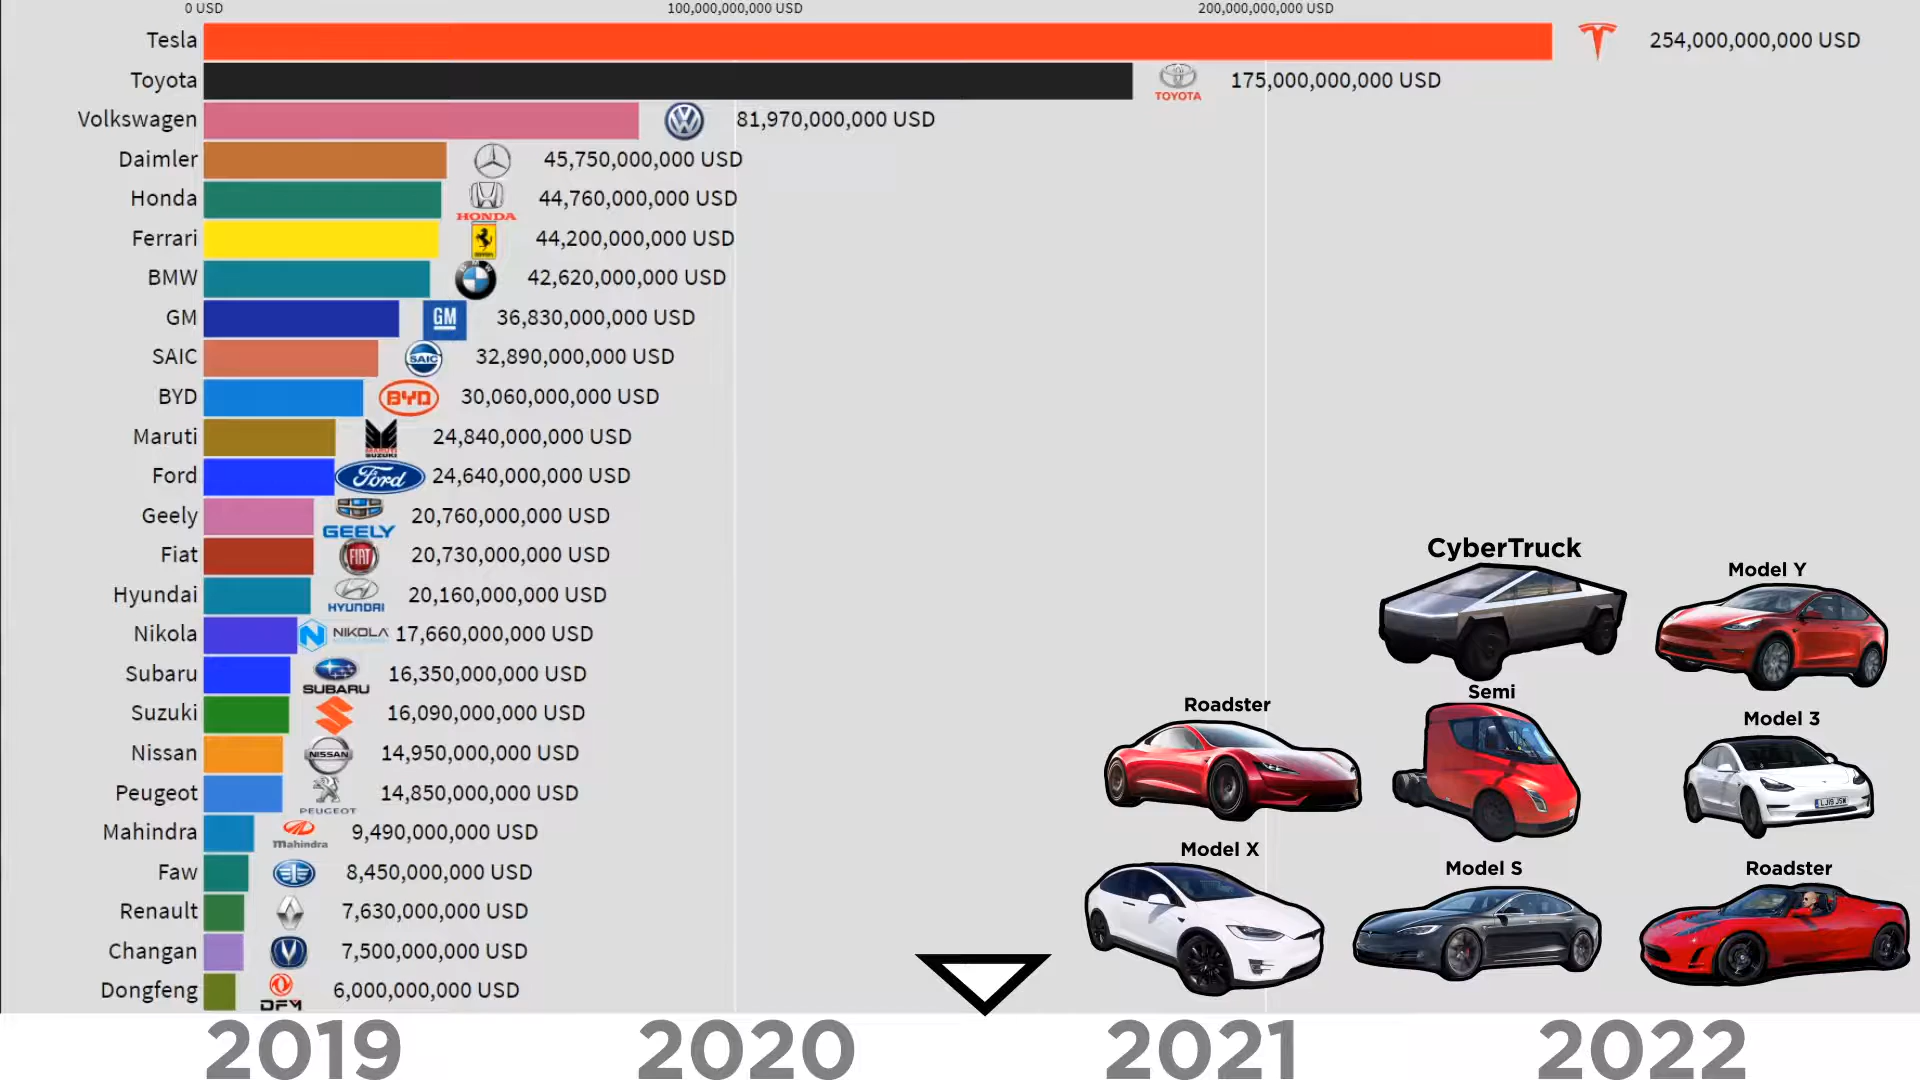 0 USD 100,000,000,000 USD 200,000,000,000 USD
Tesla 254,000,000,000 USD
Toyota TOYOTA 175,000,000,000 USD
Volkswagen 81,970,000,000 USD
Daimler 45,750,000,000 USD
Honda HONDA 44,760,000,000 USD
Ferrari 44,200,000,000 USD
BMW 42,620,000,000 USD
GM GM 36,830,000,000 USD
SAIC SAIC 32,890,000,000 USD
BYD BYD 30,060,000,000 USD
Maruti MARUTI SUZUKI 24,840,000,000 USD
Ford Ford 24,640,000,000 USD
Geely GEELY 20,760,000,000 USD
Fiat FIAT 20,730,000,000 USD
Hyundai HYUNDAI 20,160,000,000 USD
Nikola NIKOLA 17,660,000,000 USD
Subaru SUBARU 16,350,000,000 USD
Suzuki 16,090,000,000 USD
Nissan NISSAN 14,950,000,000 USD
Peugeot PEUGEOT 14,850,000,000 USD
Mahindra Mahindra 9,490,000,000 USD
Faw 8,450,000,000 USD
Renault 7,630,000,000 USD
Changan 7,500,000,000 USD
Dongfeng DFM 6,000,000,000 USD
CyberTruck
Model Y
Roadster
Semi
Model 3
LJ19 JSW
Model X
Model S
Roadster
2019 2020 2021 2022